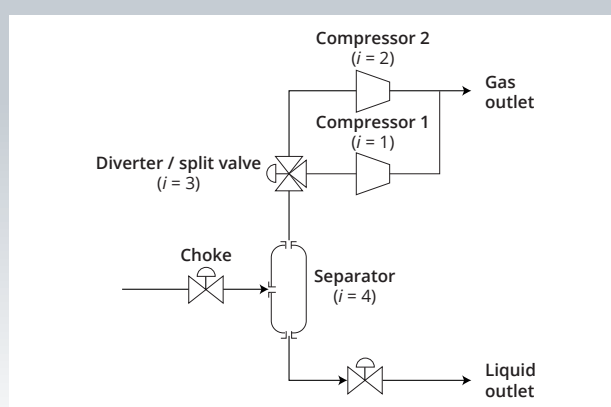 Compressor 2
(i = 2)
Gas
outlet
Compressor 1
(i = 1)
Diverter / split valve
(i = 3)
Choke
Separator
(i = 4)
Liquid
outlet